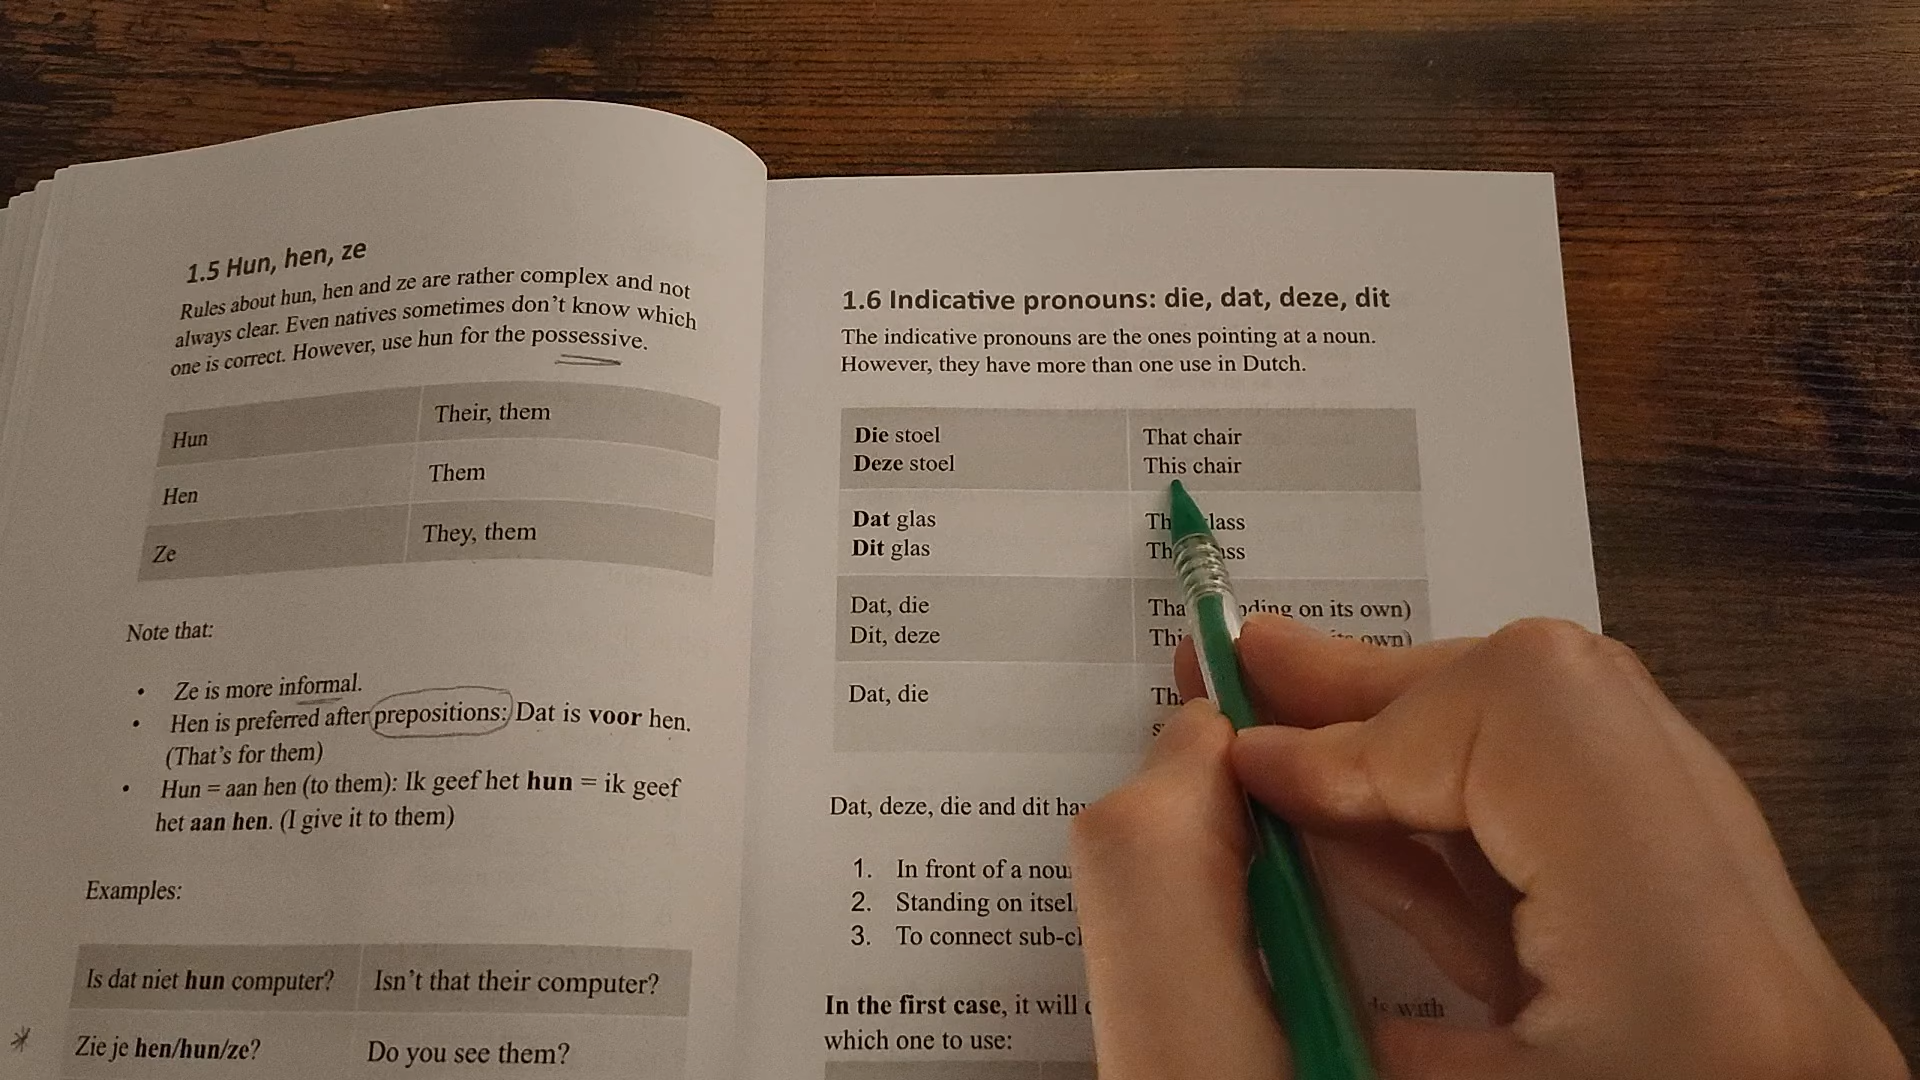 1.5 Hun, hen, ze
Rules about hun, hen and ze are rather complex and not
always clear. Even natives sometimes don't know which
one is correct. However, use hun for the possessive.
Hun Their, them
Hen Them
Ze They, them
Note that:
• Ze is more informal.
• Hen is preferred after prepositions: Dat is voor hen.
(That's for them)
• Hun = aan hen (to them): Ik geef het hun = ik geef
het aan hen. (I give it to them)
Examples:
Is dat niet hun computer? Isn't that their computer?
Zie je hen/hun/ze? Do you see them?
1.6 Indicative pronouns: die, dat, deze, dit
The indicative pronouns are the ones pointing at a noun.
However, they have more than one use in Dutch.
Die stoel That chair
Deze stoel This chair
Dat glas
Dit glas
Dat, die on its own)
Dit, deze own)
Dat, die
Dat, deze, die and dit
1. In front of a
2. Standing on
3. To connect
In the first case, it will with
which one to use: